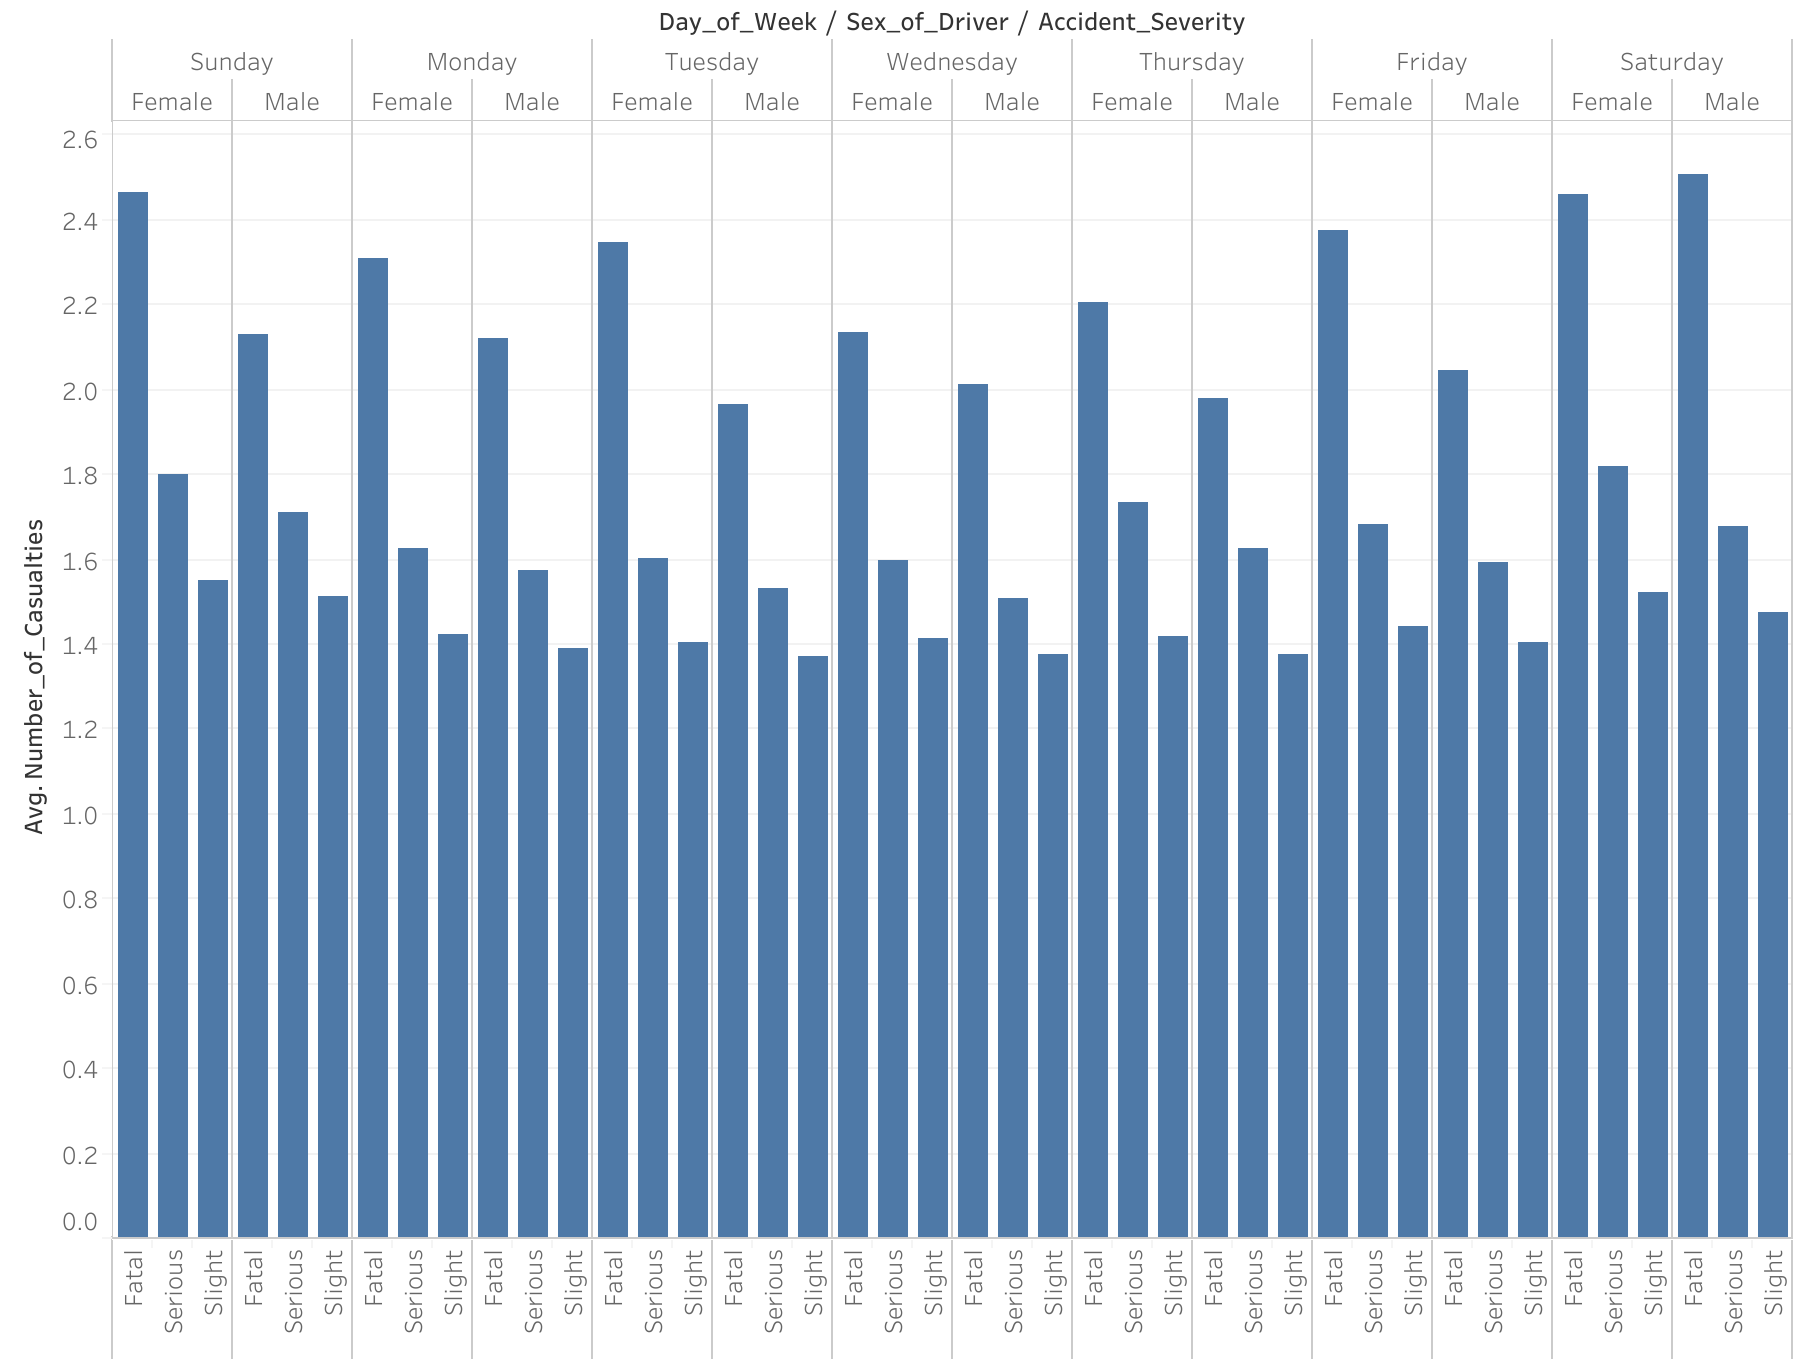 Day_of_Week / Sex_of_Driver / Accident_Severity
Sunday Monday Tuesday Wednesday Thursday Friday Saturday
Female Male Female Male Female Male Female Male Female Male Female Male Female Male
2.6
2.4
2.2
2.0
1.8
1.6
1.4
1.2
1.0
0.8
0.6
0.4
0.2
0.0
Avg. Number_of_Casualties
Fatal Serious Slight Fatal Serious Slight Fatal Serious Slight Fatal Serious Slight Fatal Serious Slight Fatal Serious Slight Fatal Serious Slight Fatal Serious Slight Fatal Serious Slight Fatal Serious Slight Fatal Serious Slight Fatal Serious Slight Fatal Serious Slight Fatal Serious Slight